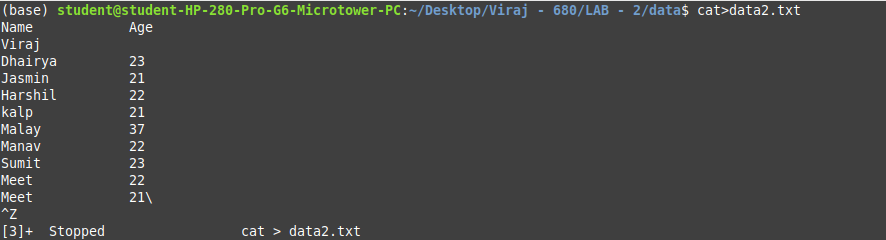 (base) student@student-HP-280-Pro-G6-Microtower-PC:~/Desktop/Viraj - 680/LAB - 2/data$ cat>data2.txt
Name            Age
Viraj
Dhairya         23
Jasmin          21
Harshil         22
kalp            21
Malay           37
Manav           22
Sumit           23
Meet            22
Meet            21\
^Z
[3]+  Stopped                 cat > data2.txt